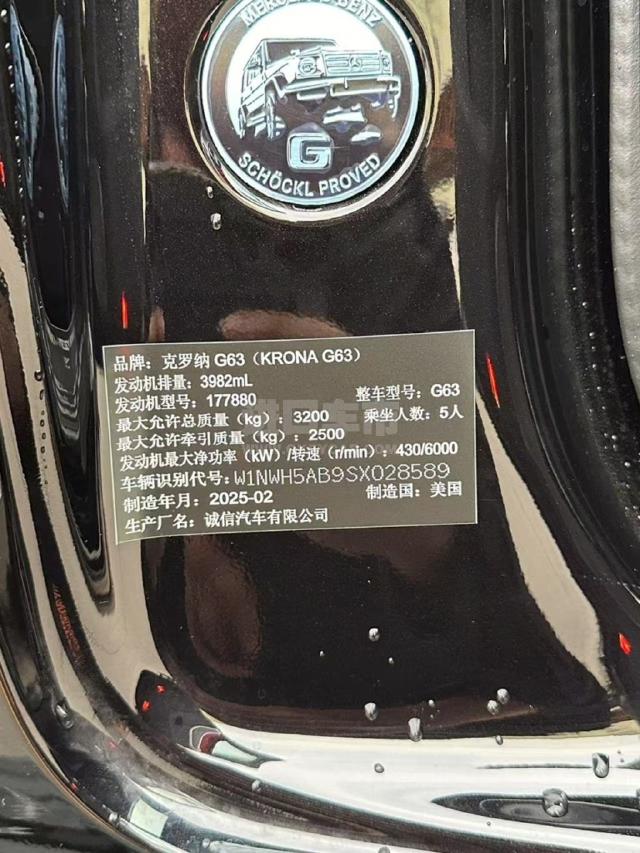 MERCEDES-BENZ
G
SCHÖCKL PROVED
品牌：克罗纳 G63（KRONA G63）
发动机排量：3982mL
发动机型号：177880 整车型号：G63
最大允许总质量（kg）：3200 乘坐人数：5人
最大允许牵引质量（kg）：2500
发动机最大净功率（kW）/转速（r/min）：430/6000
车辆识别代号：W1NWH5AB9SX028589
制造年月：2025-02 制造国：美国
生产厂名：诚信汽车有限公司